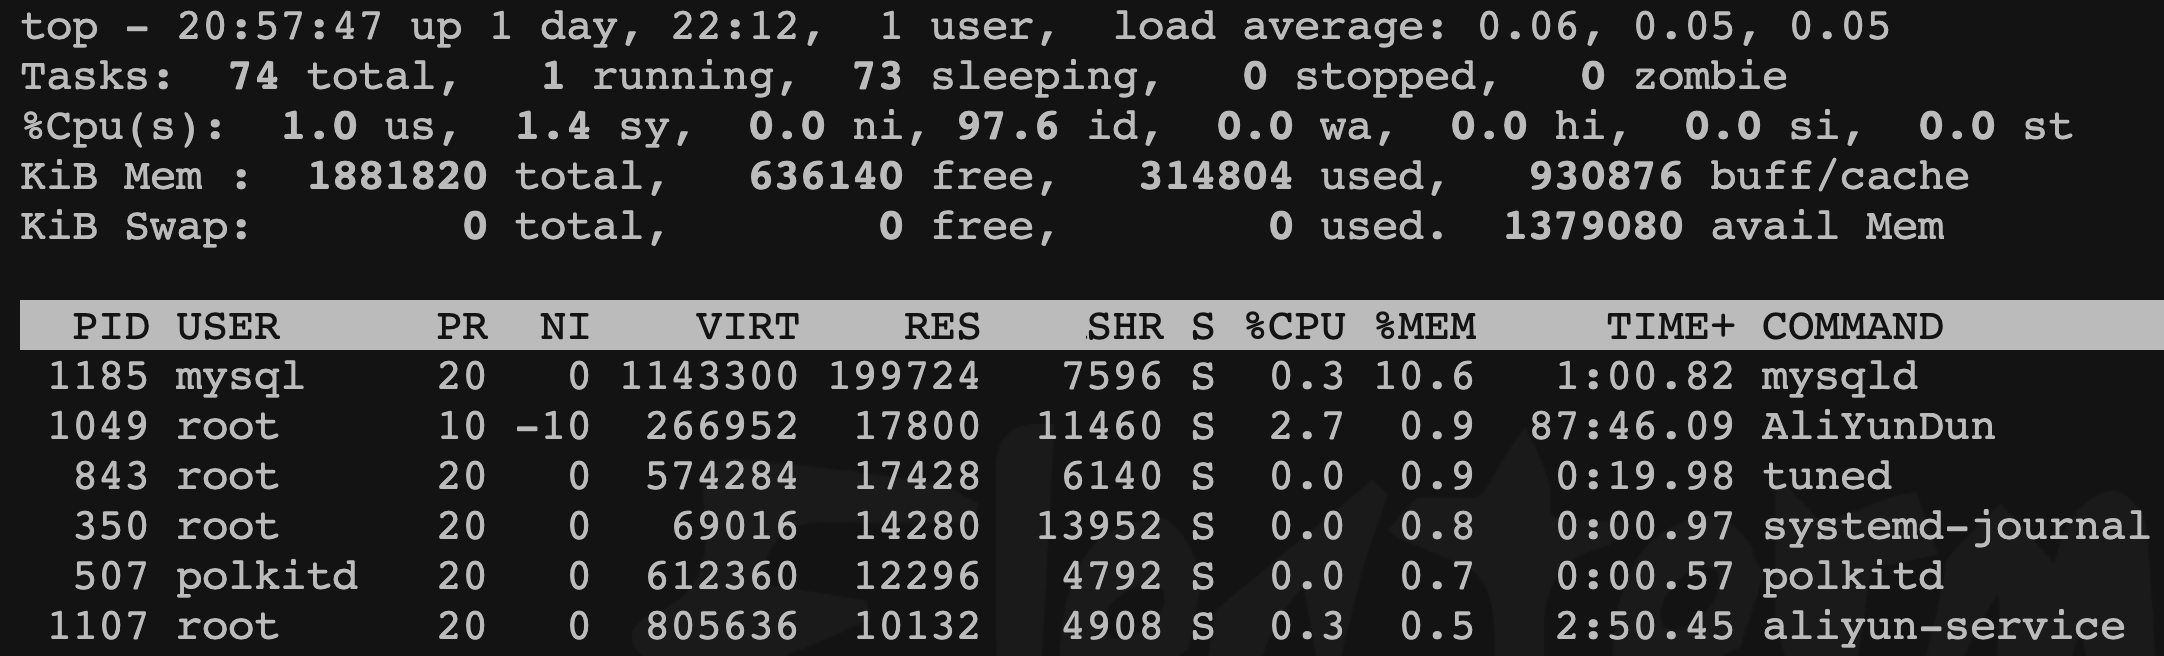 top - 20:57:47 up 1 day, 22:12,  1 user,  load average: 0.06, 0.05, 0.05
Tasks:  74 total,   1 running,  73 sleeping,   0 stopped,   0 zombie
%Cpu(s):  1.0 us,  1.4 sy,  0.0 ni, 97.6 id,  0.0 wa,  0.0 hi,  0.0 si,  0.0 st
KiB Mem :  1881820 total,   636140 free,   314804 used,   930876 buff/cache
KiB Swap:        0 total,        0 free,        0 used.  1379080 avail Mem
PID USER      PR  NI    VIRT    RES    SHR S %CPU %MEM     TIME+ COMMAND
1185 mysql     20   0 1143300 199724   7596 S  0.3 10.6   1:00.82 mysqld
1049 root      10 -10  266952  17800  11460 S  2.7  0.9  87:46.09 AliYunDun
843 root      20   0  574284  17428   6140 S  0.0  0.9   0:19.98 tuned
350 root      20   0   69016  14280  13952 S  0.0  0.8   0:00.97 systemd-journal
507 polkitd   20   0  612360  12296   4792 S  0.0  0.7   0:00.57 polkitd
1107 root      20   0  805636  10132   4908 S  0.3  0.5   2:50.45 aliyun-service